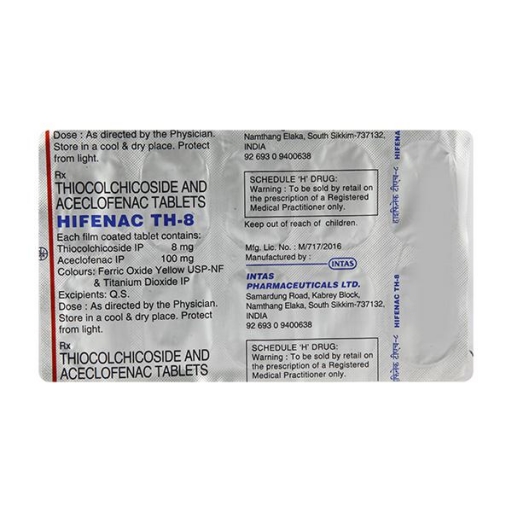 Dose : As directed by the Physician.
Store in a cool & dry place. Protect
from light.
Rx
THIOCOLCHICOSIDE AND
ACECLOFENAC TABLETS
HIFENAC TH-8
Each film coated tablet contains:
Thiocolchicoside IP 8 mg
Aceclofenac IP 100 mg
Colours: Ferric Oxide Yellow USP-NF
& Titanium Dioxide IP
Excipients: Q.S.
Dose : As directed by the Physician.
Store in a cool & dry place. Protect
from light.
Rx
THIOCOLCHICOSIDE AND
ACECLOFENAC TABLETS
Namthang Elaka, South Sikkim-737132,
INDIA
92 693 0 9400638
SCHEDULE 'H' DRUG:
Warning : To be sold by retail on
the prescription of a Registered
Medical Practitioner only.
Keep out of reach of children.
Mfg. Lic. No. : M/717/2016
Manufactured by :
INTAS
INTAS
PHARMACEUTICALS LTD.
Samardung Road, Kabrey Block,
Namthang Elaka, South Sikkim-737132,
INDIA
92 693 0 9400638
SCHEDULE 'H' DRUG:
Warning : To be sold by retail on
the prescription of a Registered
Medical Practitioner only.
HIFENA
HIFENAC TH-8